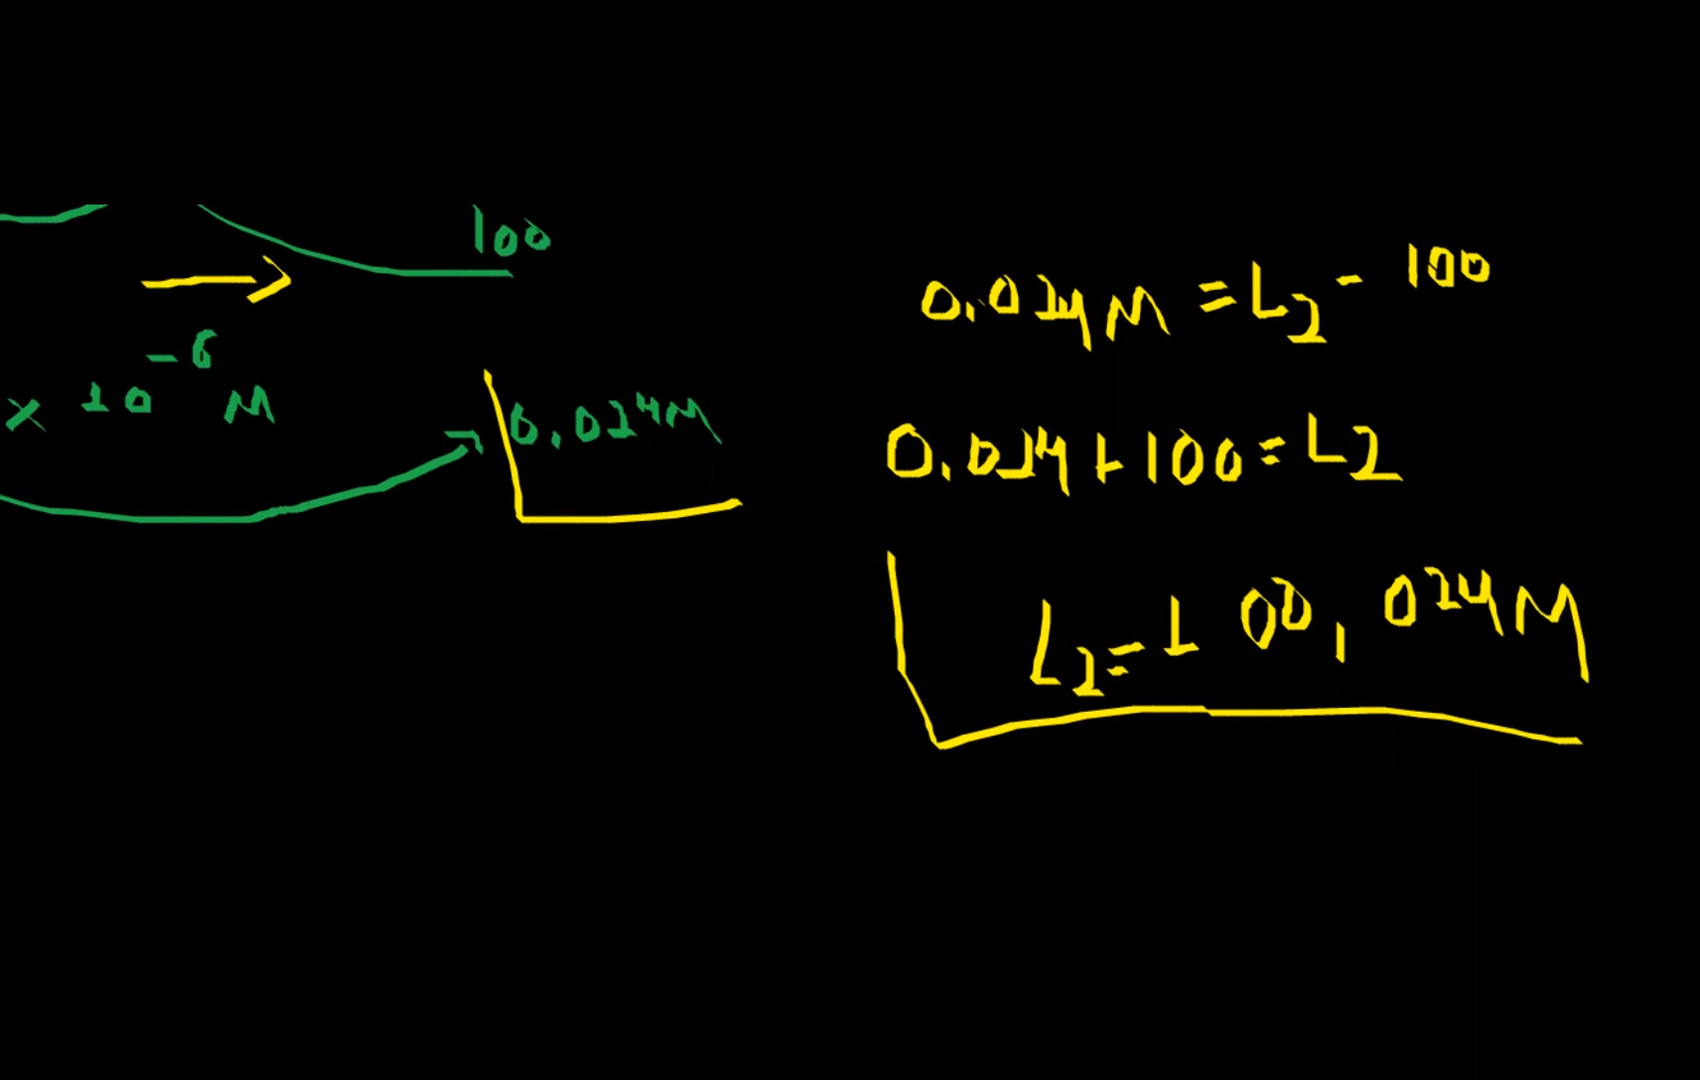 100
-6
x 10 M
0.024M
0.024M = L2 - 100
0.024 + 100 = L2
L2 = 100,024M